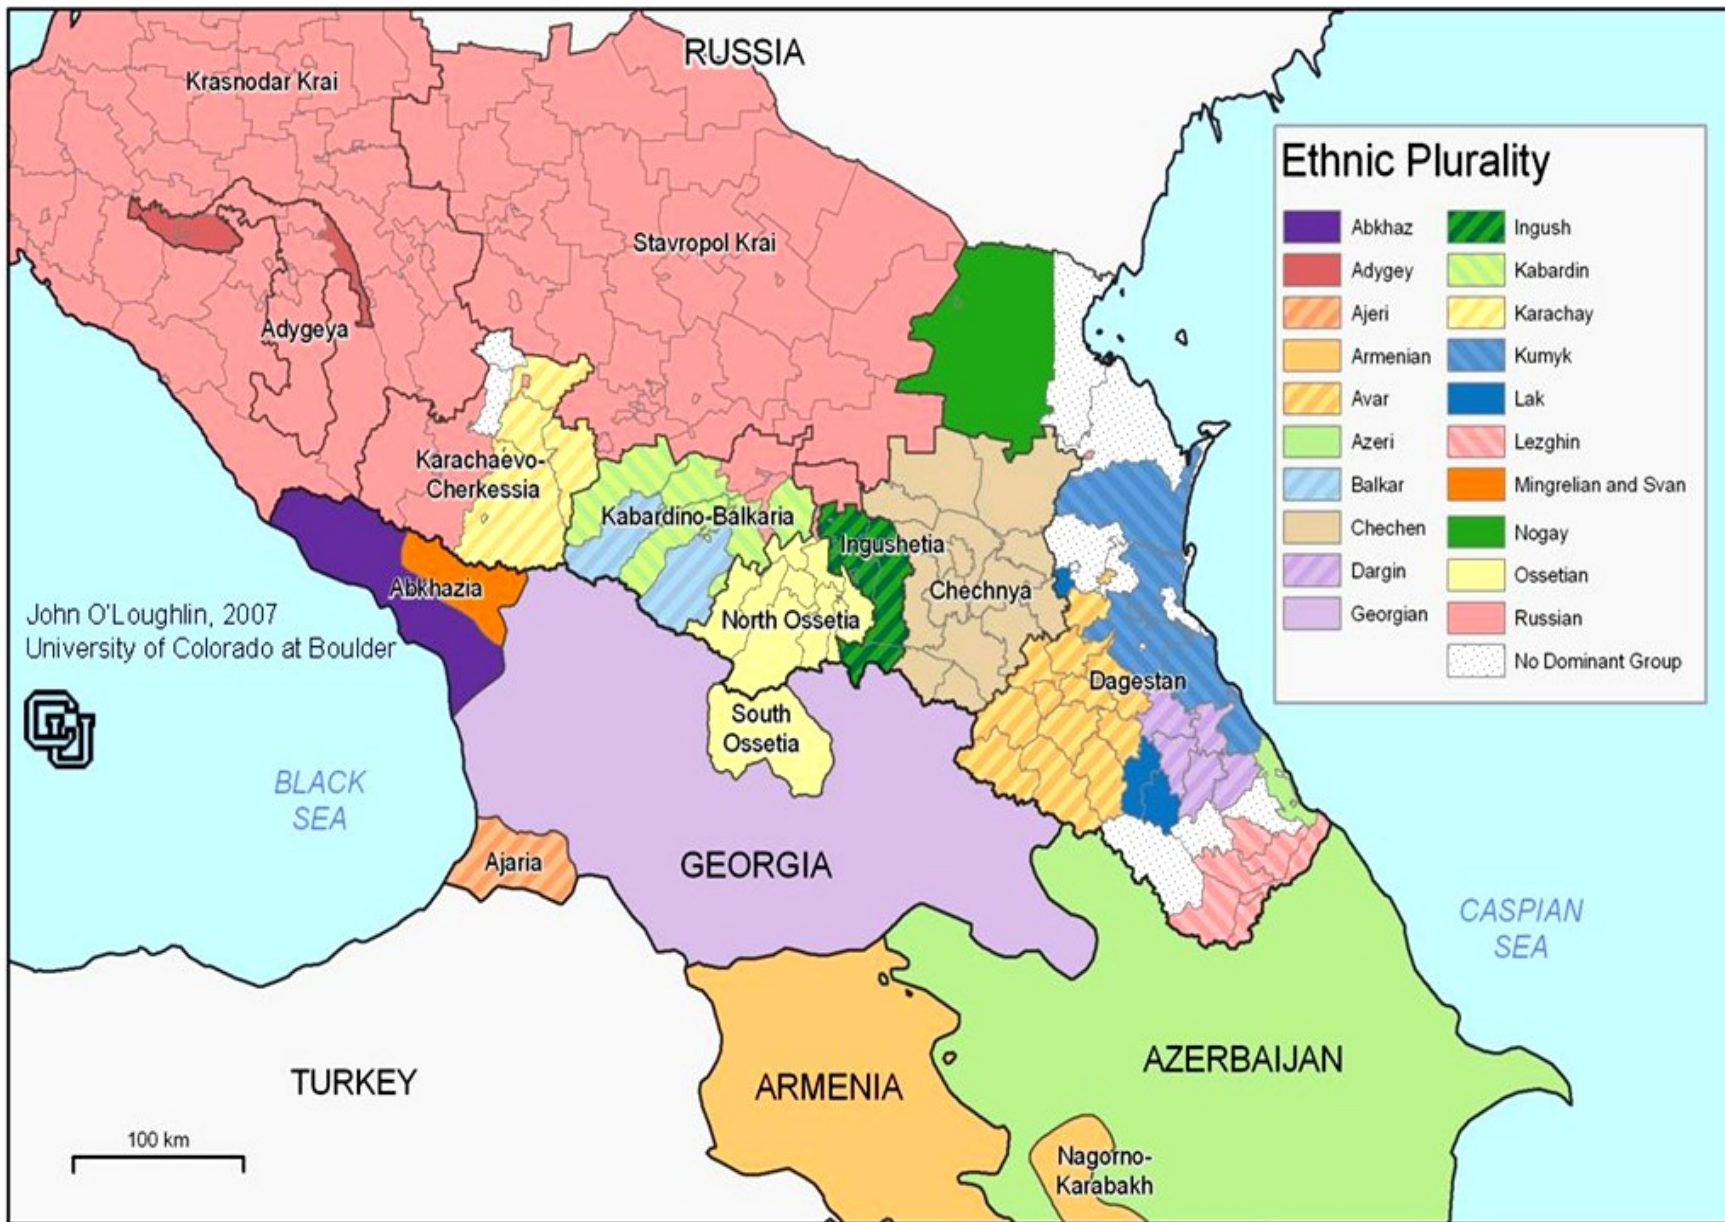 RUSSIA
Krasnodar Krai
Stavropol Krai
Adygeya
Karachaevo-
Cherkessia
Kabardino-Balkaria
Ingushetia
Abkhazia
Chechnya
North Ossetia
Dagestan
South
Ossetia
John O'Loughlin, 2007
University of Colorado at Boulder
CU
BLACK
SEA
Ajaria
GEORGIA
CASPIAN
SEA
TURKEY
ARMENIA
AZERBAIJAN
Nagorno-
Karabakh
100 km
Ethnic Plurality
Abkhaz
Adygey
Ajeri
Armenian
Avar
Azeri
Balkar
Chechen
Dargin
Georgian
Ingush
Kabardin
Karachay
Kumyk
Lak
Lezghin
Mingrelian and Svan
Nogay
Ossetian
Russian
No Dominant Group